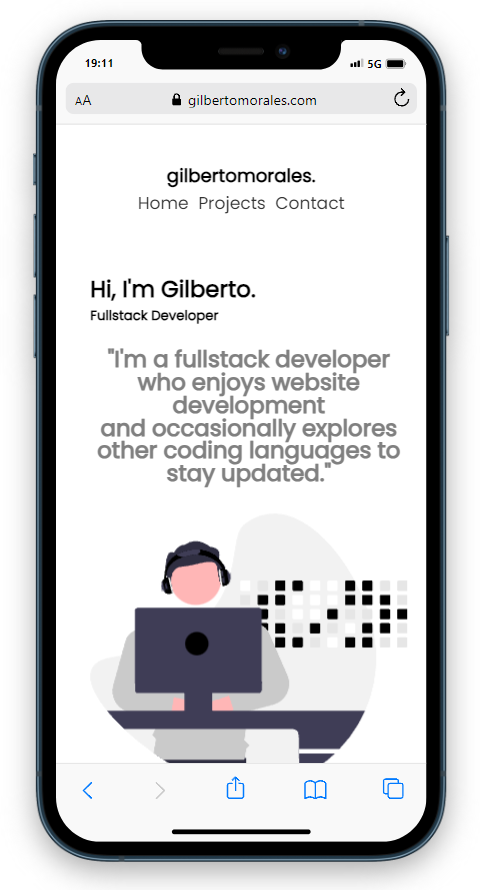 19:11
5G
AA
gilbertomorales.com
gilbertomorales.
Home Projects Contact
Hi, I'm Gilberto.
Fullstack Developer
"I'm a fullstack developer
who enjoys website
development
and occasionally explores
other coding languages to
stay updated."